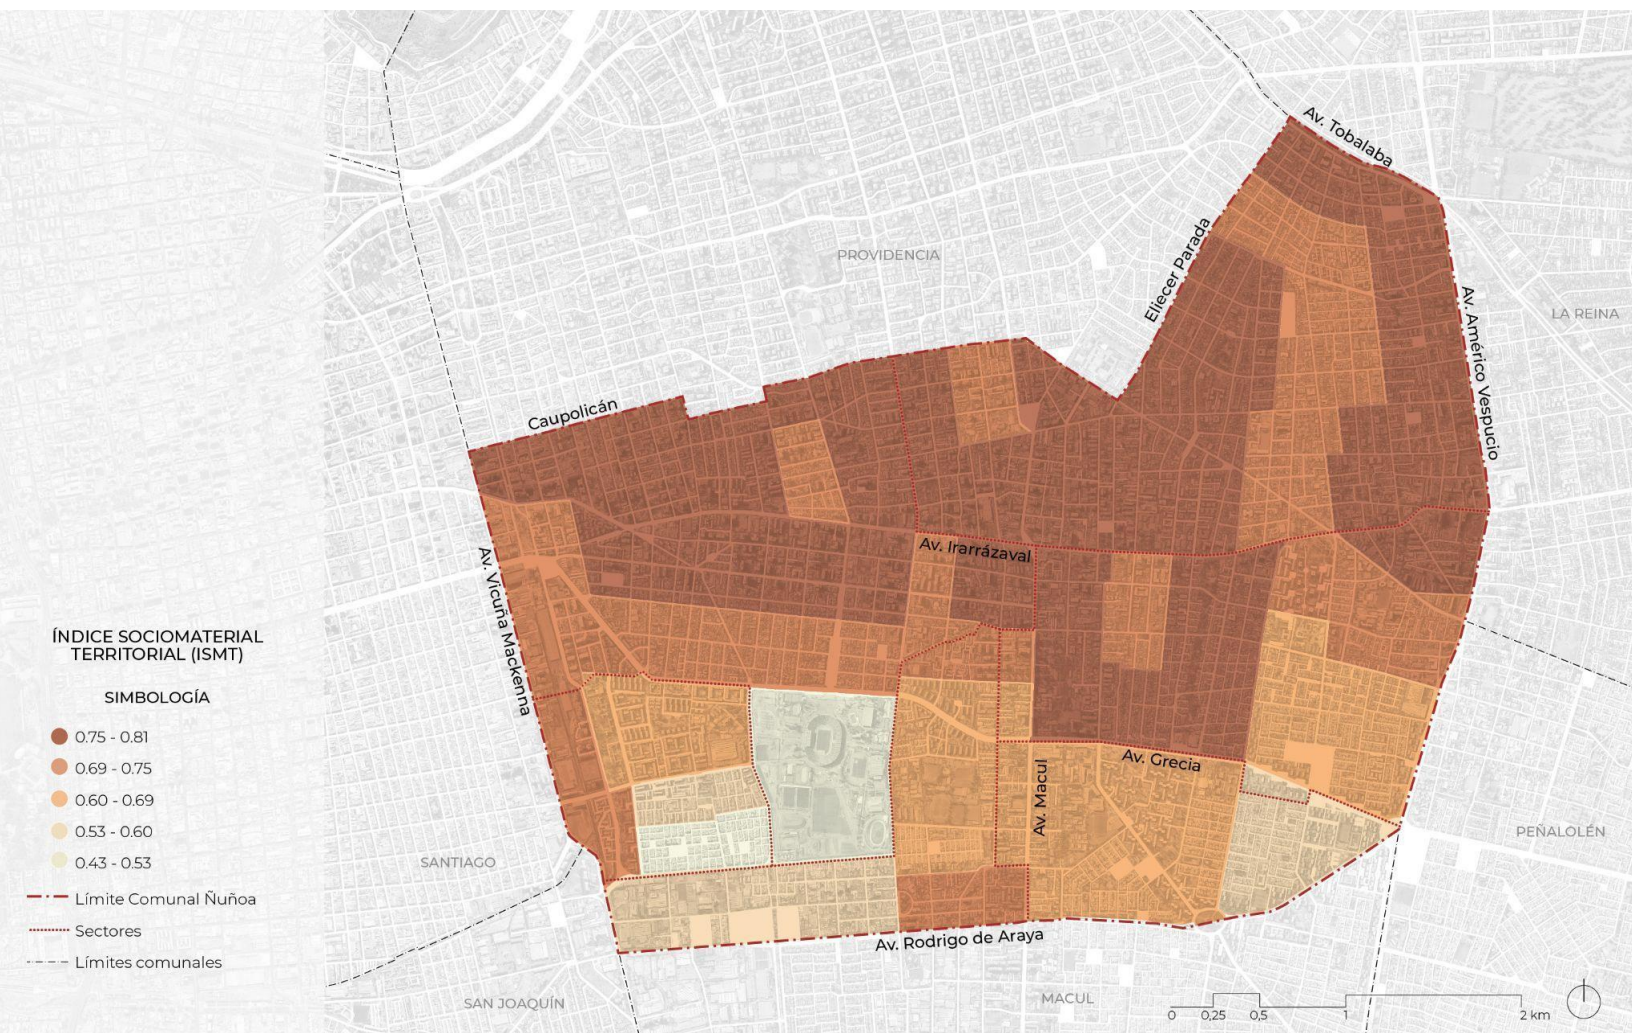 Av. Tobalaba
PROVIDENCIA
Eliecer Parada
LA REINA
Av. Américo Vespucio
Caupolicán
Av. Irarrázaval
Av. Vicuña Mackenna
Av. Grecia
Av. Macul
PEÑALOLÉN
SANTIAGO
Av. Rodrigo de Araya
SAN JOAQUÍN
MACUL
ÍNDICE SOCIOMATERIAL
TERRITORIAL (ISMT)
SIMBOLOGÍA
0.75 - 0.81
0.69 - 0.75
0.60 - 0.69
0.53 - 0.60
0.43 - 0.53
Límite Comunal Ñuñoa
Sectores
Límites comunales
0 0,25 0,5 1 2 km